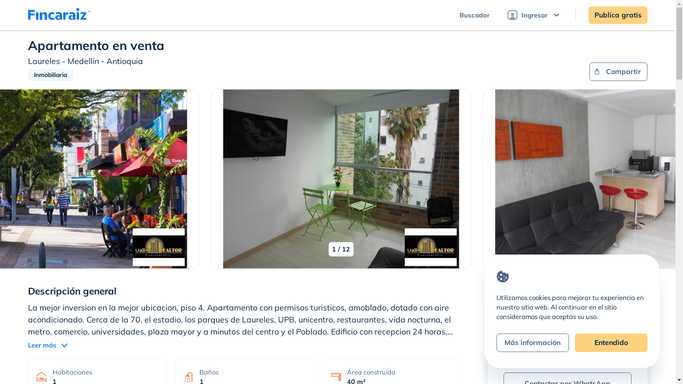 Fincaraiz
Buscador
Ingresar
Publica gratis
Apartamento en venta
Laureles - Medellín - Antioquia
Inmobiliaria
Compartir
1 / 12
REALTOR
Descripción general
La mejor inversion en la mejor ubicacion, piso 4. Apartamento con permisos turisticos, amoblado, dotado con aire
acondicionado. Cerca de la 70, el estadio, los parques de Laureles, UPB, unicentro, restaurantes, vida nocturna, el
metro, comercio, universidades, plaza mayor y a minutos del centro y el Poblado. Edificio con recepcion 24 horas,...
Leer más
Habitaciones
1
Baños
1
Área construida
40 m²
Utilizamos cookies para mejorar tu experiencia en
nuestro sitio web. Al continuar en el sitio
consideramos que aceptas su uso.
Más información
Entendido
Contactar por WhatsApp